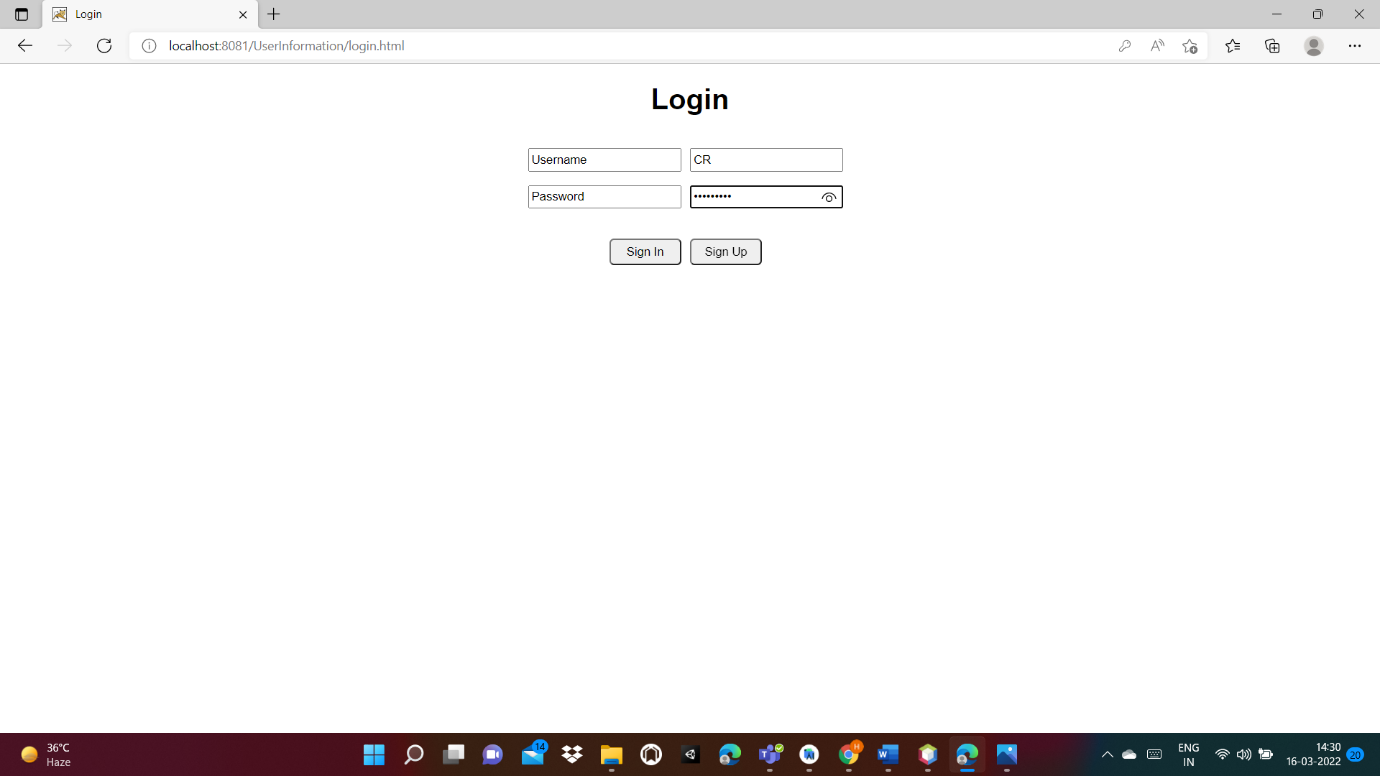 Login
localhost:8081/UserInformation/login.html
Login
Username CR
Password •••••••••
Sign In Sign Up
36°C
Haze
14
H
ENG
IN
14:30
16-03-2022
20